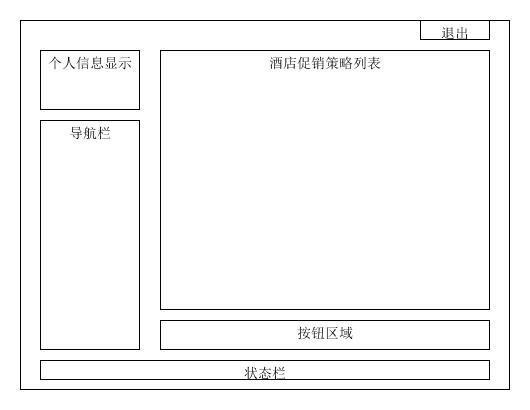 退出
个人信息显示
酒店促销策略列表
导航栏
按钮区域
状态栏